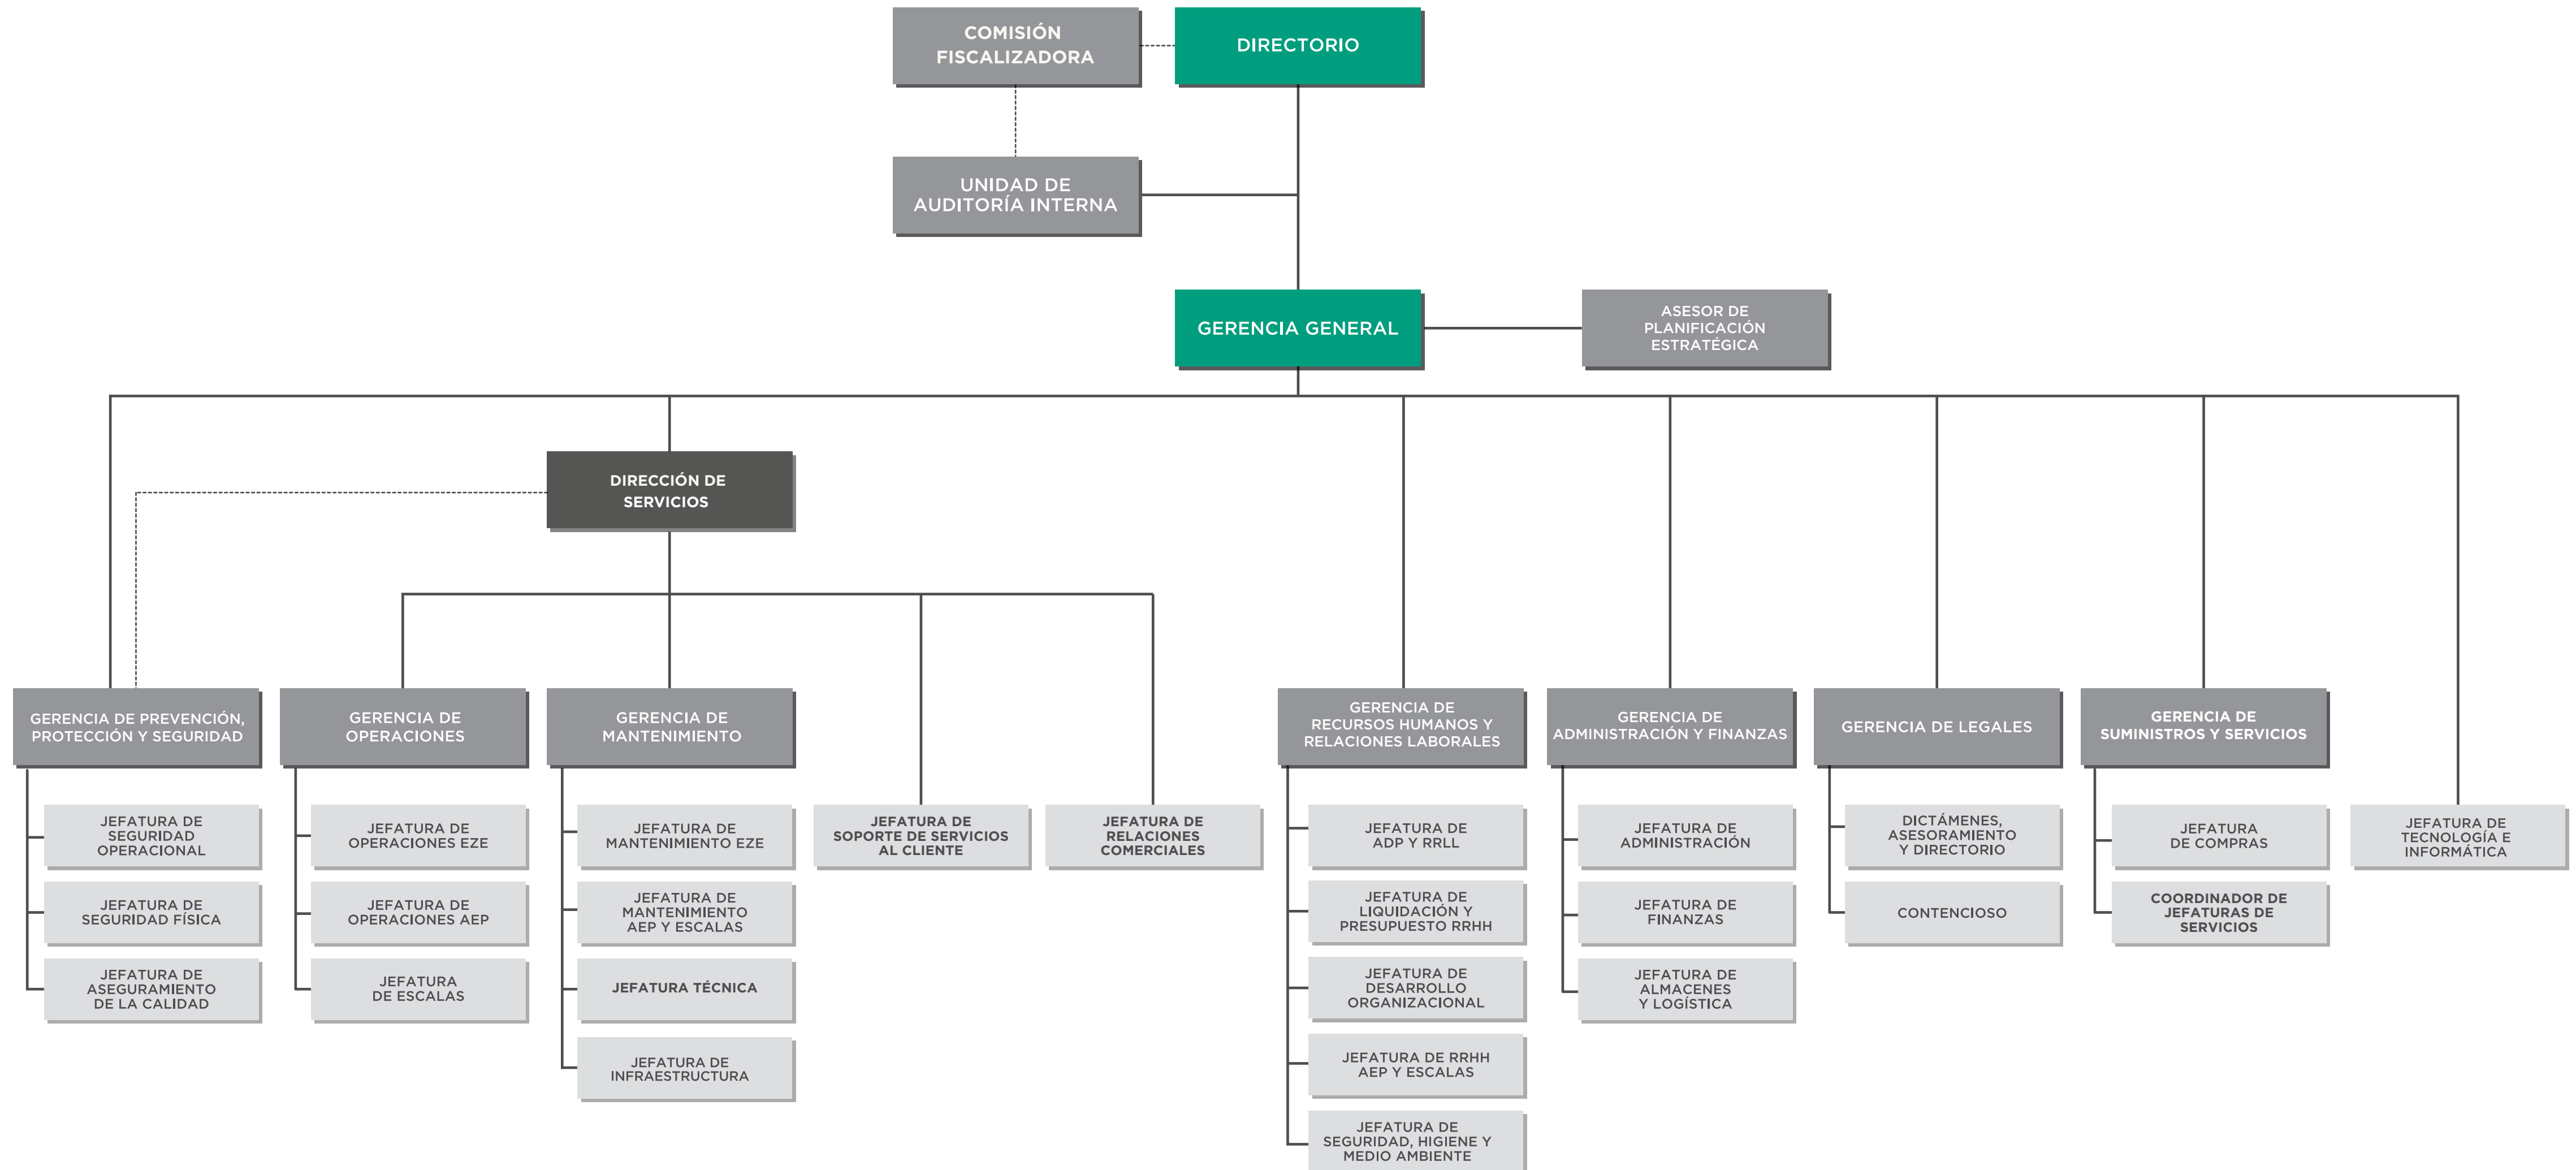 COMISIÓN
FISCALIZADORA
DIRECTORIO
UNIDAD DE
AUDITORÍA INTERNA
GERENCIA GENERAL
ASESOR DE
PLANIFICACIÓN
ESTRATÉGICA
DIRECCIÓN DE
SERVICIOS
GERENCIA DE PREVENCIÓN,
PROTECCIÓN Y SEGURIDAD
GERENCIA DE
OPERACIONES
GERENCIA DE
MANTENIMIENTO
GERENCIA DE
RECURSOS HUMANOS Y
RELACIONES LABORALES
GERENCIA DE
ADMINISTRACIÓN Y FINANZAS
GERENCIA DE LEGALES
GERENCIA DE
SUMINISTROS Y SERVICIOS
JEFATURA DE
SEGURIDAD
OPERACIONAL
JEFATURA DE
SEGURIDAD FÍSICA
JEFATURA DE
ASEGURAMIENTO
DE LA CALIDAD
JEFATURA DE
OPERACIONES EZE
JEFATURA DE
OPERACIONES AEP
JEFATURA
DE ESCALAS
JEFATURA DE
MANTENIMIENTO EZE
JEFATURA DE
MANTENIMIENTO
AEP Y ESCALAS
JEFATURA TÉCNICA
JEFATURA DE
INFRAESTRUCTURA
JEFATURA DE
SOPORTE DE SERVICIOS
AL CLIENTE
JEFATURA DE
RELACIONES
COMERCIALES
JEFATURA DE
ADP Y RRLL
JEFATURA DE
LIQUIDACIÓN Y
PRESUPUESTO RRHH
JEFATURA DE
DESARROLLO
ORGANIZACIONAL
JEFATURA DE RRHH
AEP Y ESCALAS
JEFATURA DE
SEGURIDAD, HIGIENE Y
MEDIO AMBIENTE
JEFATURA DE
ADMINISTRACIÓN
JEFATURA DE
FINANZAS
JEFATURA DE
ALMACENES
Y LOGÍSTICA
DICTÁMENES,
ASESORAMIENTO
Y DIRECTORIO
CONTENCIOSO
JEFATURA
DE COMPRAS
COORDINADOR DE
JEFATURAS DE
SERVICIOS
JEFATURA DE
TECNOLOGÍA E
INFORMÁTICA